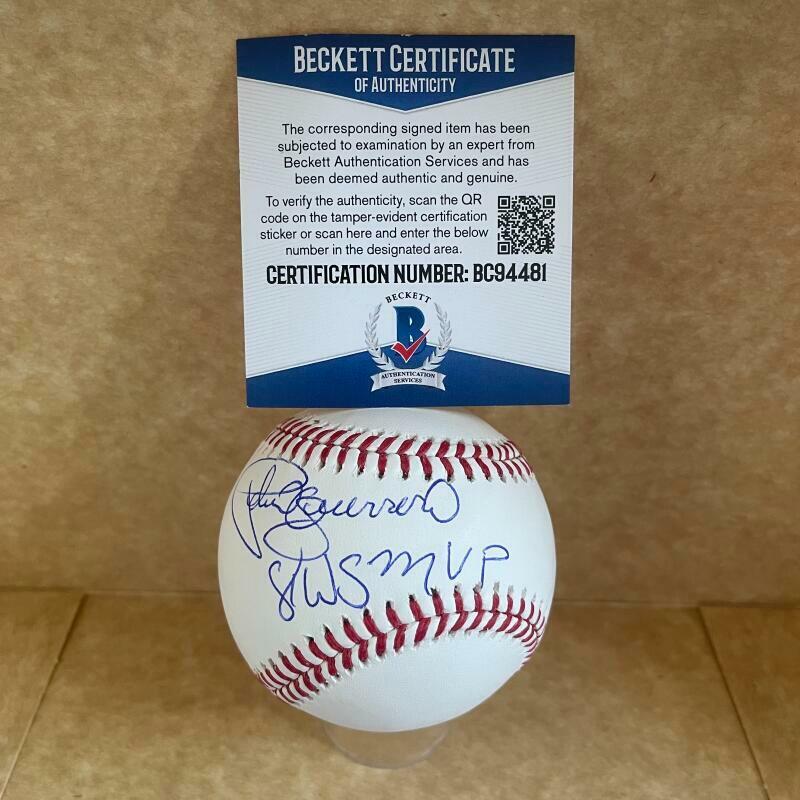 BECKETT CERTIFICATE
OF AUTHENTICITY
The corresponding signed item has been
subjected to examination by an expert from
Beckett Authentication Services and has
been deemed authentic and genuine.
To verify the authenticity, scan the QR
code on the tamper-evident certification
sticker or scan here and enter the below
number in the designated area.
CERTIFICATION NUMBER: BC94481
BECKETT
B
AUTHENTICATION
SERVICES
Guerrero
81 WS MVP